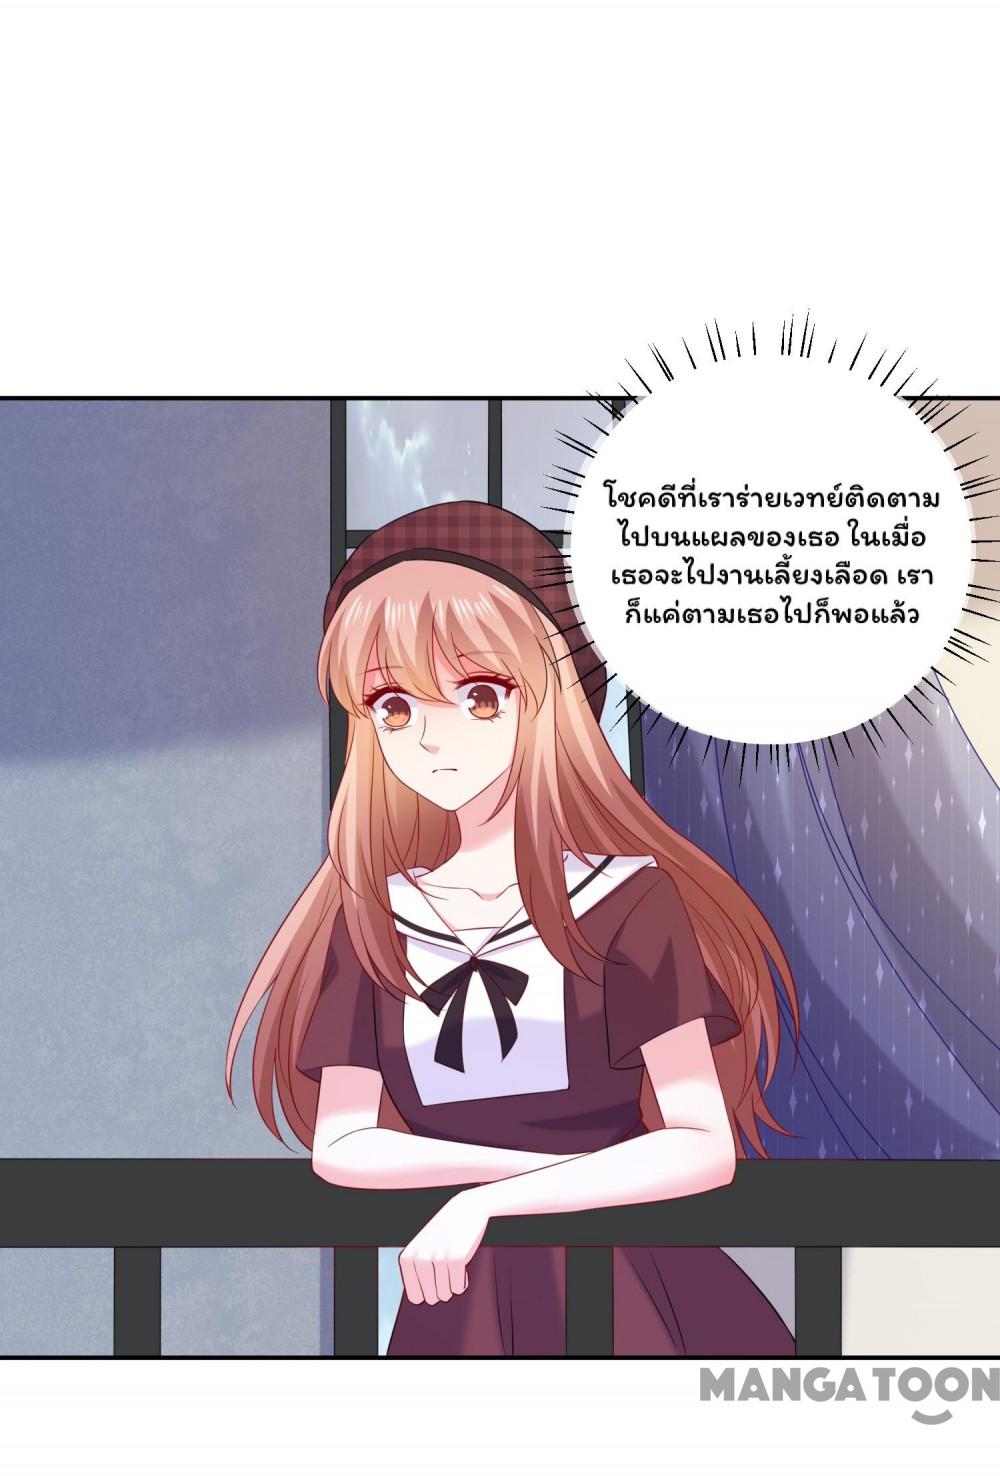 โชคดีที่เราร่ายเวทย์ติดตาม
ไปบนแผลของเธอ ในเมื่อ
เธอจะไปงานเลี้ยงเลือด เรา
ก็แค่ตามเธอไปก็พอแล้ว
MANGATOON